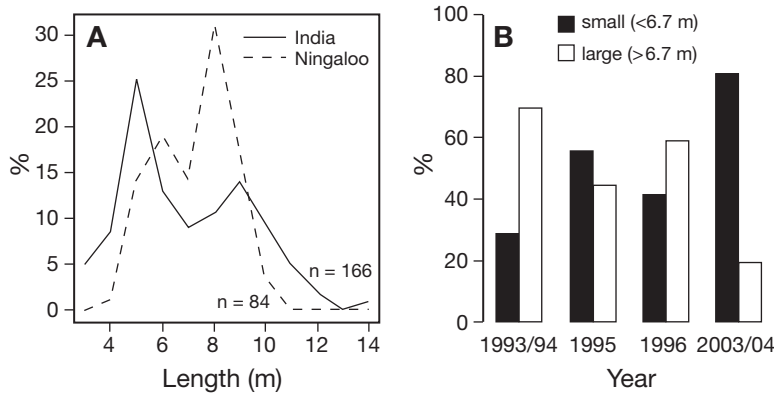 A
India
Ningaloo
30
25
20
15
10
5
0
%
n = 166
n = 84
4 6 8 10 12 14
Length (m)
B
small (<6.7 m)
large (>6.7 m)
100
80
60
40
20
0
%
1993/94 1995 1996 2003/04
Year